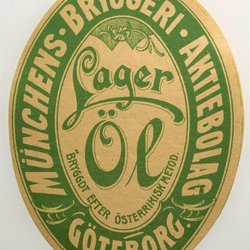 MÜNCHENS · BRYGGERI · AKTIEBOLAG
Lager
Öl
BRYGGDT EFTER ÖSTERRIKISK METOD.
GÖTEBORG.